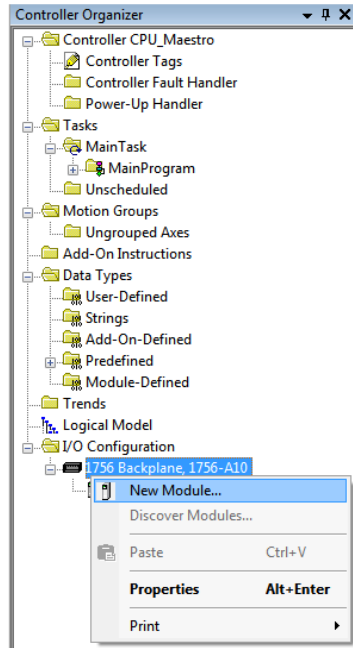 Controller Organizer
Controller CPU_Maestro
Controller Tags
Controller Fault Handler
Power-Up Handler
Tasks
MainTask
MainProgram
Unscheduled
Motion Groups
Ungrouped Axes
Add-On Instructions
Data Types
User-Defined
Strings
Add-On-Defined
Predefined
Module-Defined
Trends
Logical Model
I/O Configuration
1756 Backplane, 1756-A10
New Module...
Discover Modules...
Paste Ctrl+V
Properties Alt+Enter
Print